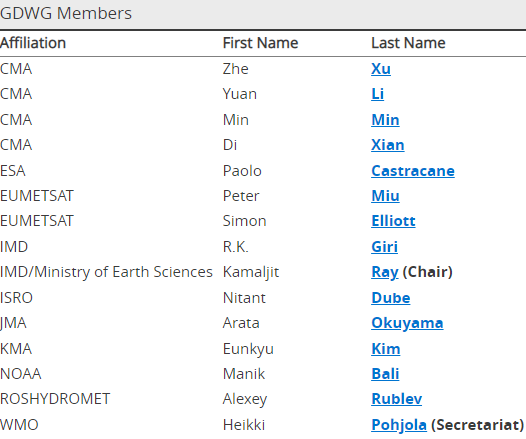 GDWG Members
Affiliation First Name Last Name
CMA Zhe Xu
CMA Yuan Li
CMA Min Min
CMA Di Xian
ESA Paolo Castracane
EUMETSAT Peter Miu
EUMETSAT Simon Elliott
IMD R.K. Giri
IMD/Ministry of Earth Sciences Kamaljit Ray (Chair)
ISRO Nitant Dube
JMA Arata Okuyama
KMA Eunkyu Kim
NOAA Manik Bali
ROSHYDROMET Alexey Rublev
WMO Heikki Pohjola (Secretariat)